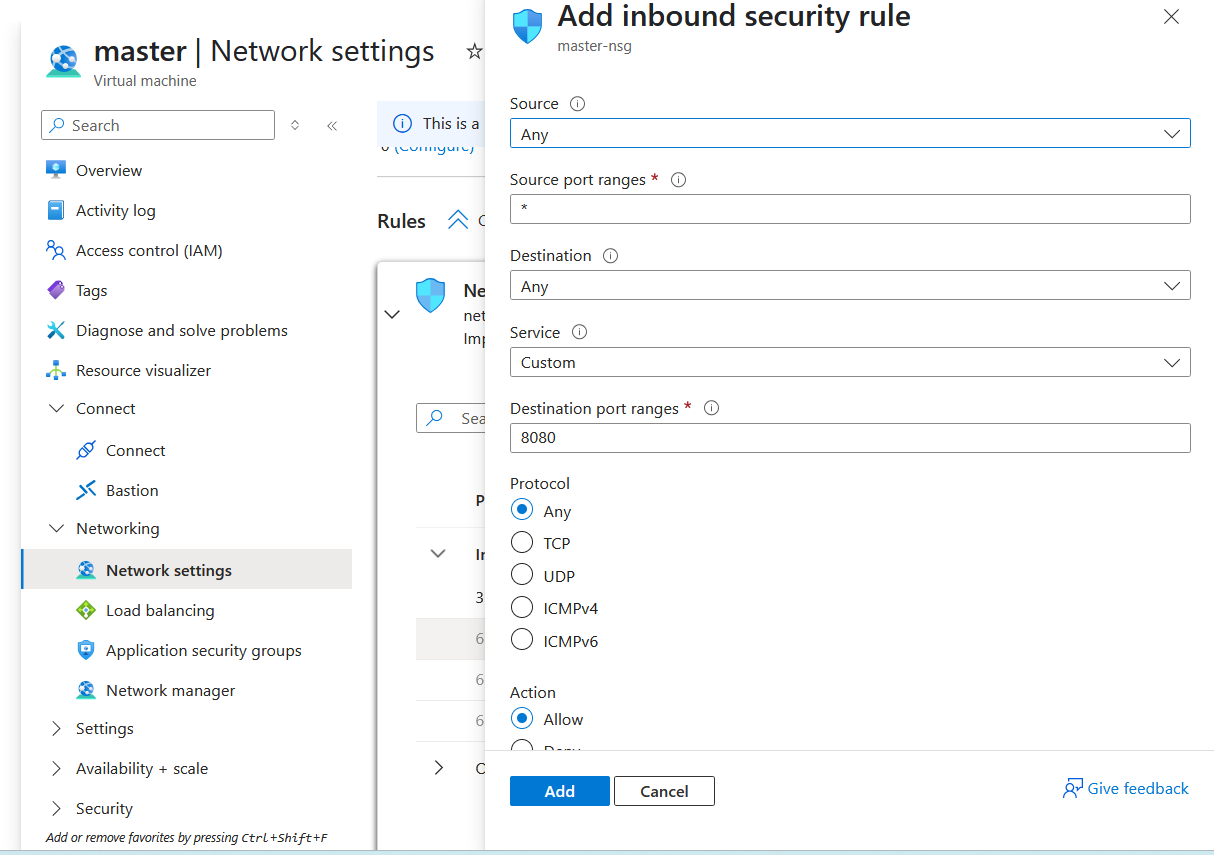 master | Network settings
Virtual machine
Search
Overview
Activity log
Access control (IAM)
Tags
Diagnose and solve problems
Resource visualizer
Connect
Connect
Bastion
Networking
Network settings
Load balancing
Application security groups
Network manager
Settings
Availability + scale
Security
Add or remove favorites by pressing Ctrl+Shift+F
This is a
(Configure)
Rules
Ne
net
Imp
Sea
P
In
3
6
6
6
Add inbound security rule
master-nsg
Source
Any
Source port ranges *
*
Destination
Any
Service
Custom
Destination port ranges *
8080
Protocol
Any
TCP
UDP
ICMPv4
ICMPv6
Action
Allow
Deny
Add
Cancel
Give feedback